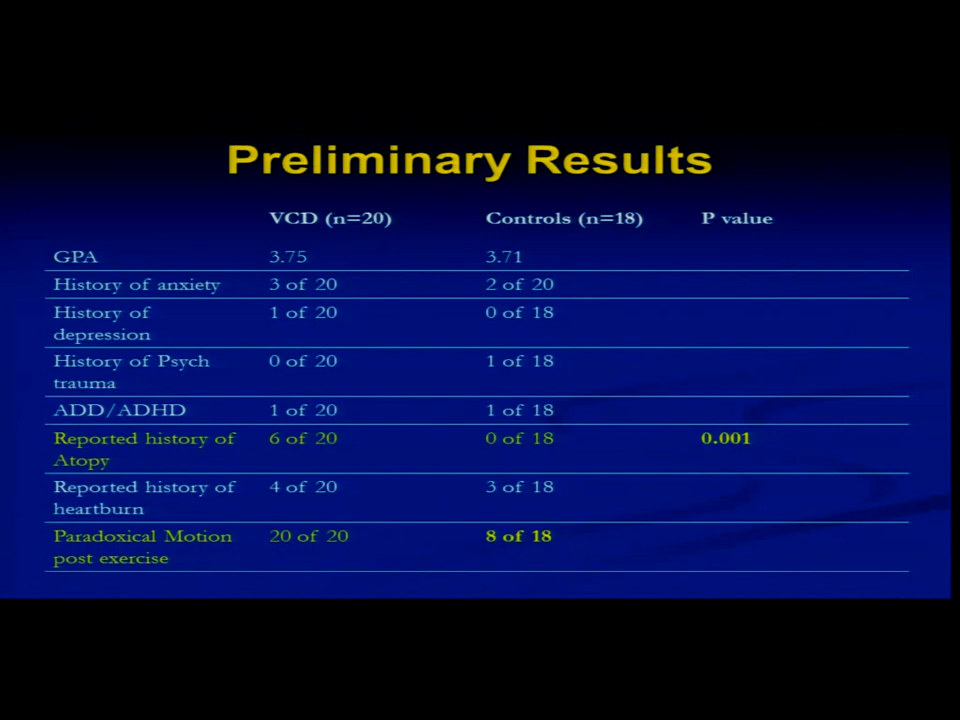 Preliminary Results
VCD (n=20) Controls (n=18) P value
GPA 3.75 3.71
History of anxiety 3 of 20 2 of 20
History of 1 of 20 0 of 18
depression
History of Psych 0 of 20 1 of 18
trauma
ADD/ADHD 1 of 20 1 of 18
Reported history of 6 of 20 0 of 18 0.001
Atopy
Reported history of 4 of 20 3 of 18
heartburn
Paradoxical Motion 20 of 20 8 of 18
post exercise